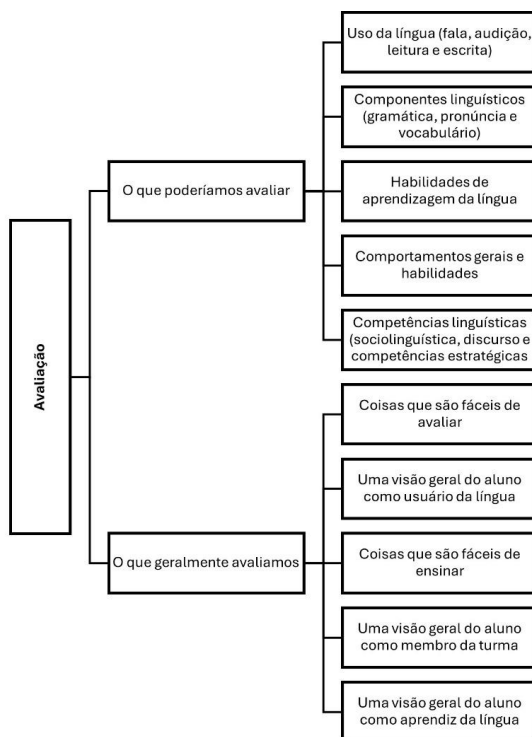 Avaliação
O que poderíamos avaliar
Uso da língua (fala, audição,
leitura e escrita)
Componentes linguísticos
(gramática, pronúncia e
vocabulário)
Habilidades de
aprendizagem da língua
Comportamentos gerais e
habilidades
Competências linguísticas
(sociolinguística, discurso e
competências estratégicas
O que geralmente avaliamos
Coisas que são fáceis de
avaliar
Uma visão geral do aluno
como usuário da língua
Coisas que são fáceis de
ensinar
Uma visão geral do aluno
como membro da turma
Uma visão geral do aluno
como aprendiz da língua